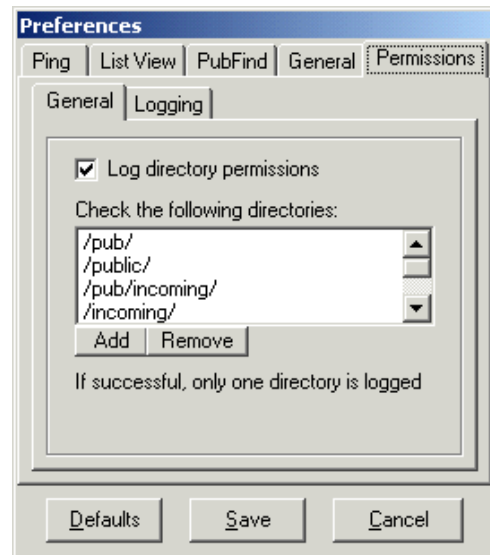 Preferences
Ping List View PubFind General Permissions
General Logging
Log directory permissions
Check the following directories:
/pub/
/public/
/pub/incoming/
/incoming/
Add Remove
If successful, only one directory is logged
Defaults Save Cancel